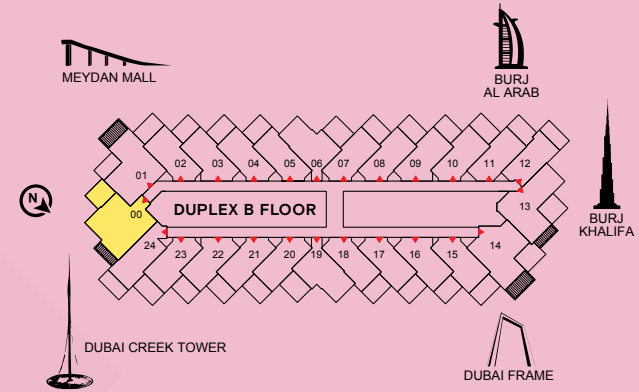 MEYDAN MALL
BURJ
AL ARAB
02 03 04 05 06 07 08 09 10 11 12
01
BURJ
KHALIFA
N
00
DUPLEX B FLOOR
13
24
23 22 21 20 19 18 17 16 15
14
DUBAI CREEK TOWER
DUBAI FRAME